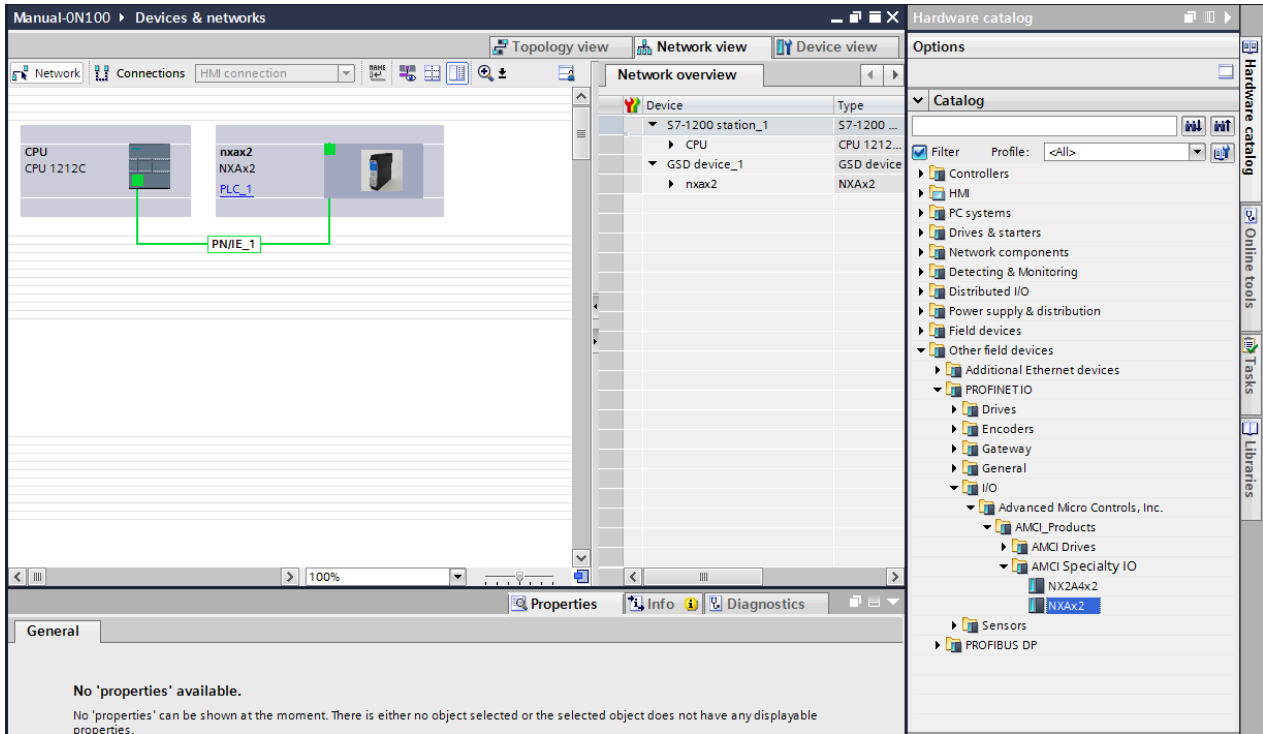 Manual-0N100 ▸ Devices & networks
Topology view
Network view
Device view
Network
Connections
HMI connection
CPU
CPU 1212C
nxax2
NXAx2
PLC_1
PN/IE_1
100%
Network overview
Device
Type
S7-1200 station_1
S7-1200 ...
CPU
CPU 1212...
GSD device_1
GSD device
nxax2
NXAx2
Properties
Info
Diagnostics
General
No 'properties' available.
No 'properties' can be shown at the moment. There is either no object selected or the selected object does not have any displayable
properties.
Hardware catalog
Options
Catalog
Filter
Profile:
<All>
Controllers
HMI
PC systems
Drives & starters
Network components
Detecting & Monitoring
Distributed I/O
Power supply & distribution
Field devices
Other field devices
Additional Ethernet devices
PROFINET IO
Drives
Encoders
Gateway
General
I/O
Advanced Micro Controls, Inc.
AMCI_Products
AMCI Drives
AMCI Specialty IO
NX2A4x2
NXAx2
Sensors
PROFIBUS DP
Hardware catalog
Online tools
Tasks
Libraries